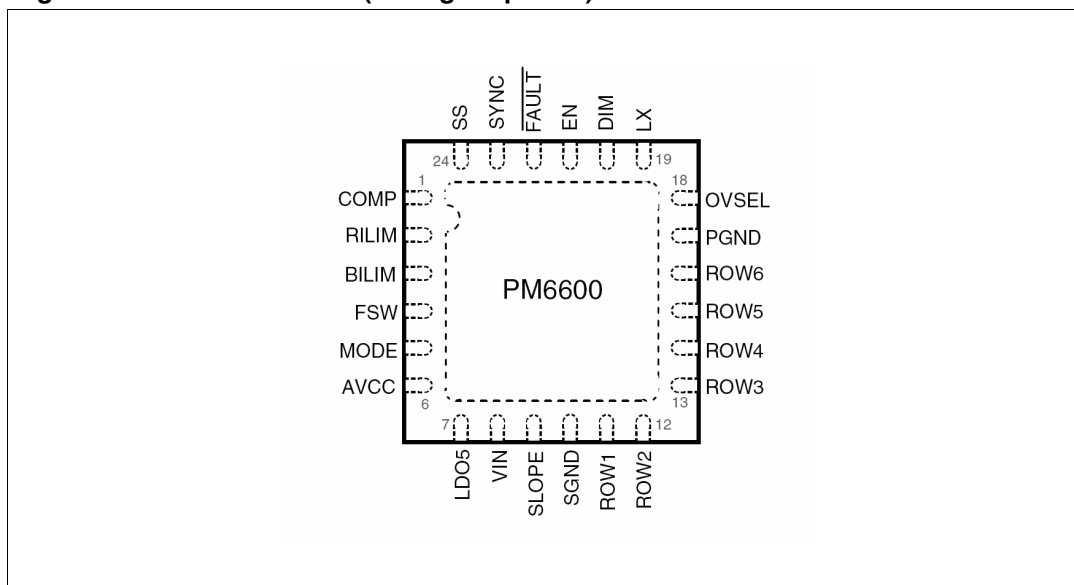 SS SYNC FAULT EN DIM LX
24 19
1 18
COMP OVSEL
RILIM PGND
BILIM ROW6
PM6600
FSW ROW5
MODE ROW4
AVCC ROW3
6 13
7 12
LDO5 VIN SLOPE SGND ROW1 ROW2